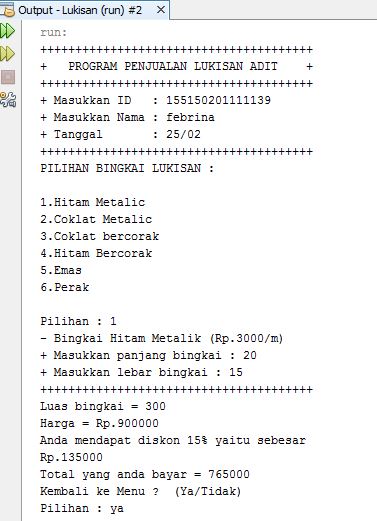 Output - Lukisan (run) #2
run:
++++++++++++++++++++++++++++++++++++++++
+   PROGRAM PENJUALAN LUKISAN ADIT    +
++++++++++++++++++++++++++++++++++++++++
+ Masukkan ID   : 155150201111139
+ Masukkan Nama : febrina
+ Tanggal       : 25/02
++++++++++++++++++++++++++++++++++++++++
PILIHAN BINGKAI LUKISAN :
1.Hitam Metalic
2.Coklat Metalic
3.Coklat bercorak
4.Hitam Bercorak
5.Emas
6.Perak
Pilihan : 1
- Bingkai Hitam Metalik (Rp.3000/m)
+ Masukkan panjang bingkai : 20
+ Masukkan lebar bingkai : 15
++++++++++++++++++++++++++++++++++++++++
Luas bingkai = 300
Harga = Rp.900000
Anda mendapat diskon 15% yaitu sebesar
Rp.135000
Total yang anda bayar = 765000
Kembali ke Menu ?  (Ya/Tidak)
Pilihan : ya